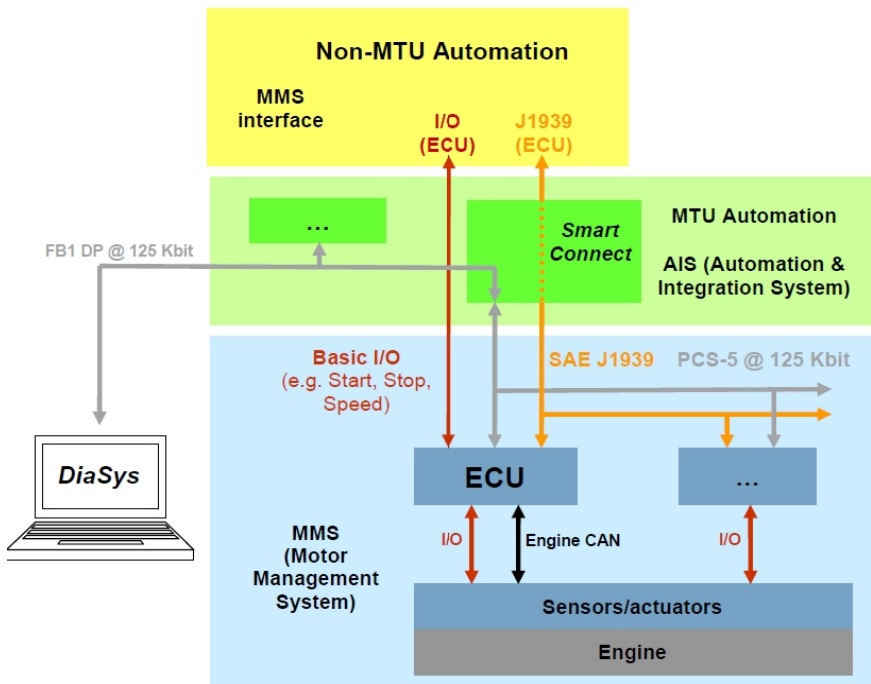 Non-MTU Automation
MMS
interface
I/O
(ECU)
J1939
(ECU)
...
Smart
Connect
MTU Automation
AIS (Automation &
Integration System)
FB1 DP @ 125 Kbit
Basic I/O
(e.g. Start, Stop,
Speed)
SAE J1939
PCS-5 @ 125 Kbit
DiaSys
ECU
...
MMS
(Motor
Management
System)
I/O
Engine CAN
I/O
Sensors/actuators
Engine